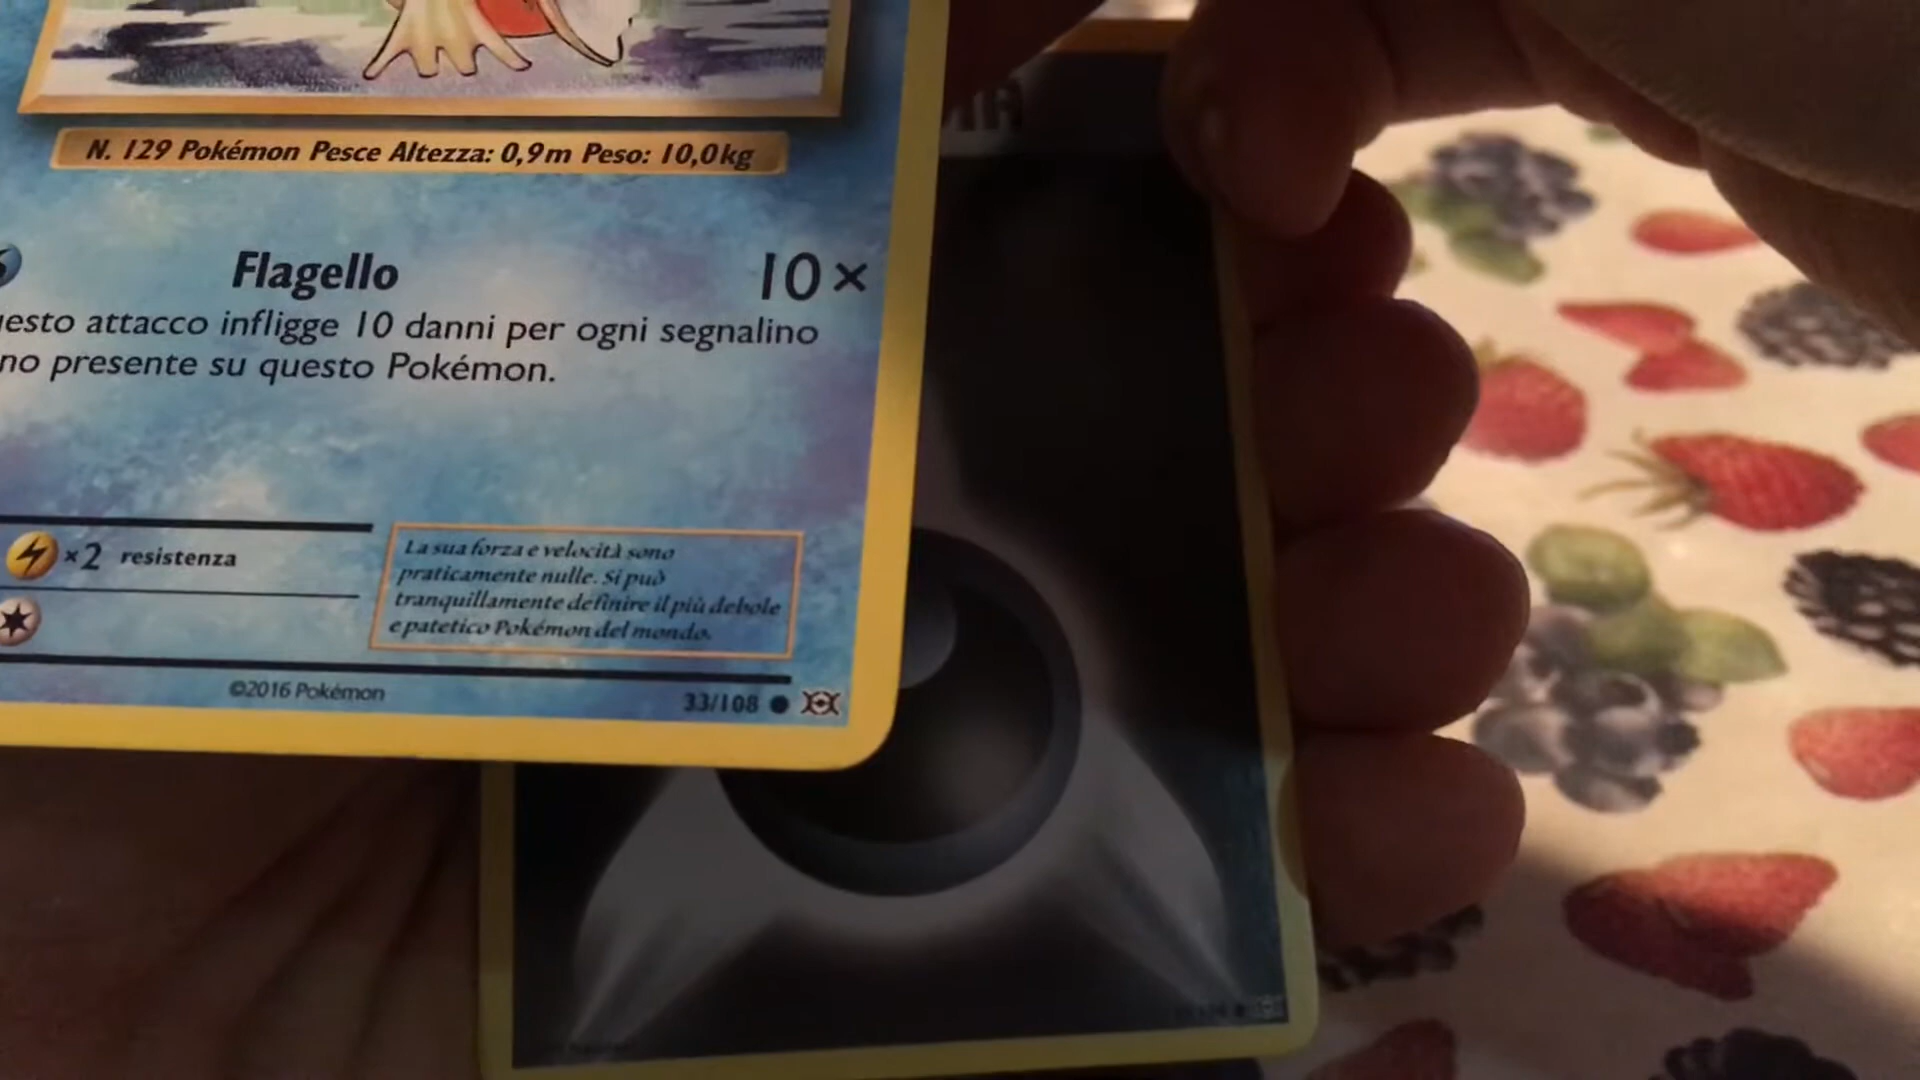 N. 129 Pokémon Pesce Altezza: 0,9m Peso: 10,0kg
Flagello 10×
esto attacco infligge 10 danni per ogni segnalino
no presente su questo Pokémon.
×2 resistenza
La sua forza e velocità sono
praticamente nulle. Si può
tranquillamente definire il più debole
e patetico Pokémon del mondo.
©2016 Pokémon
33/108